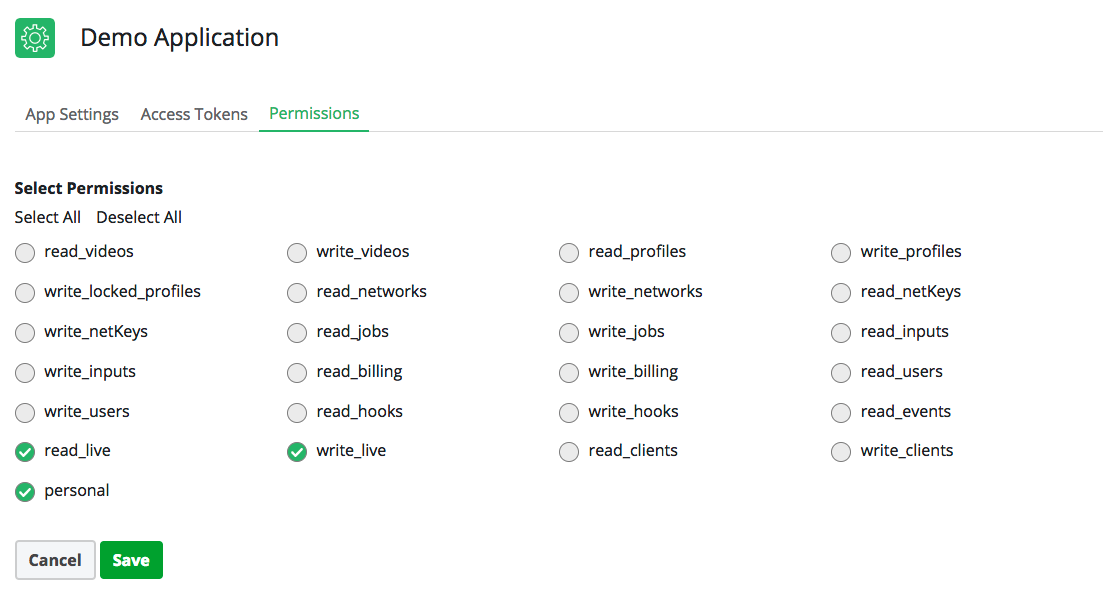 Demo Application
App Settings Access Tokens Permissions
Select Permissions
Select All Deselect All
read_videos write_videos read_profiles write_profiles
write_locked_profiles read_networks write_networks read_netKeys
write_netKeys read_jobs write_jobs read_inputs
write_inputs read_billing write_billing read_users
write_users read_hooks write_hooks read_events
read_live write_live read_clients write_clients
personal
Cancel Save